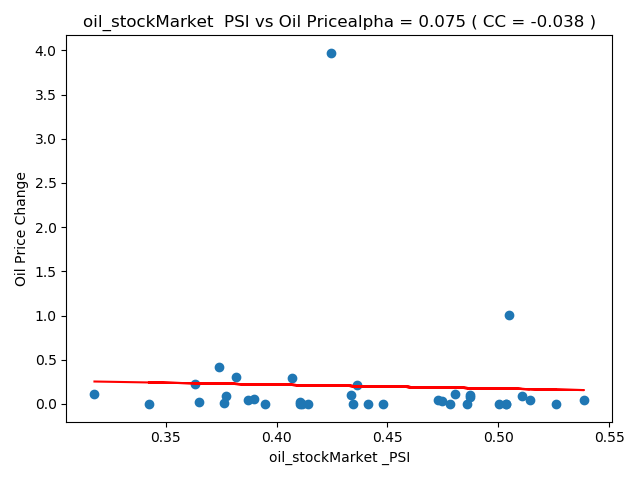 oil_stockMarket  PSI vs Oil Pricealpha = 0.075 ( CC = -0.038 )
4.0
3.5
3.0
2.5
2.0
1.5
1.0
0.5
0.0
Oil Price Change
0.35 0.40 0.45 0.50 0.55
oil_stockMarket _PSI